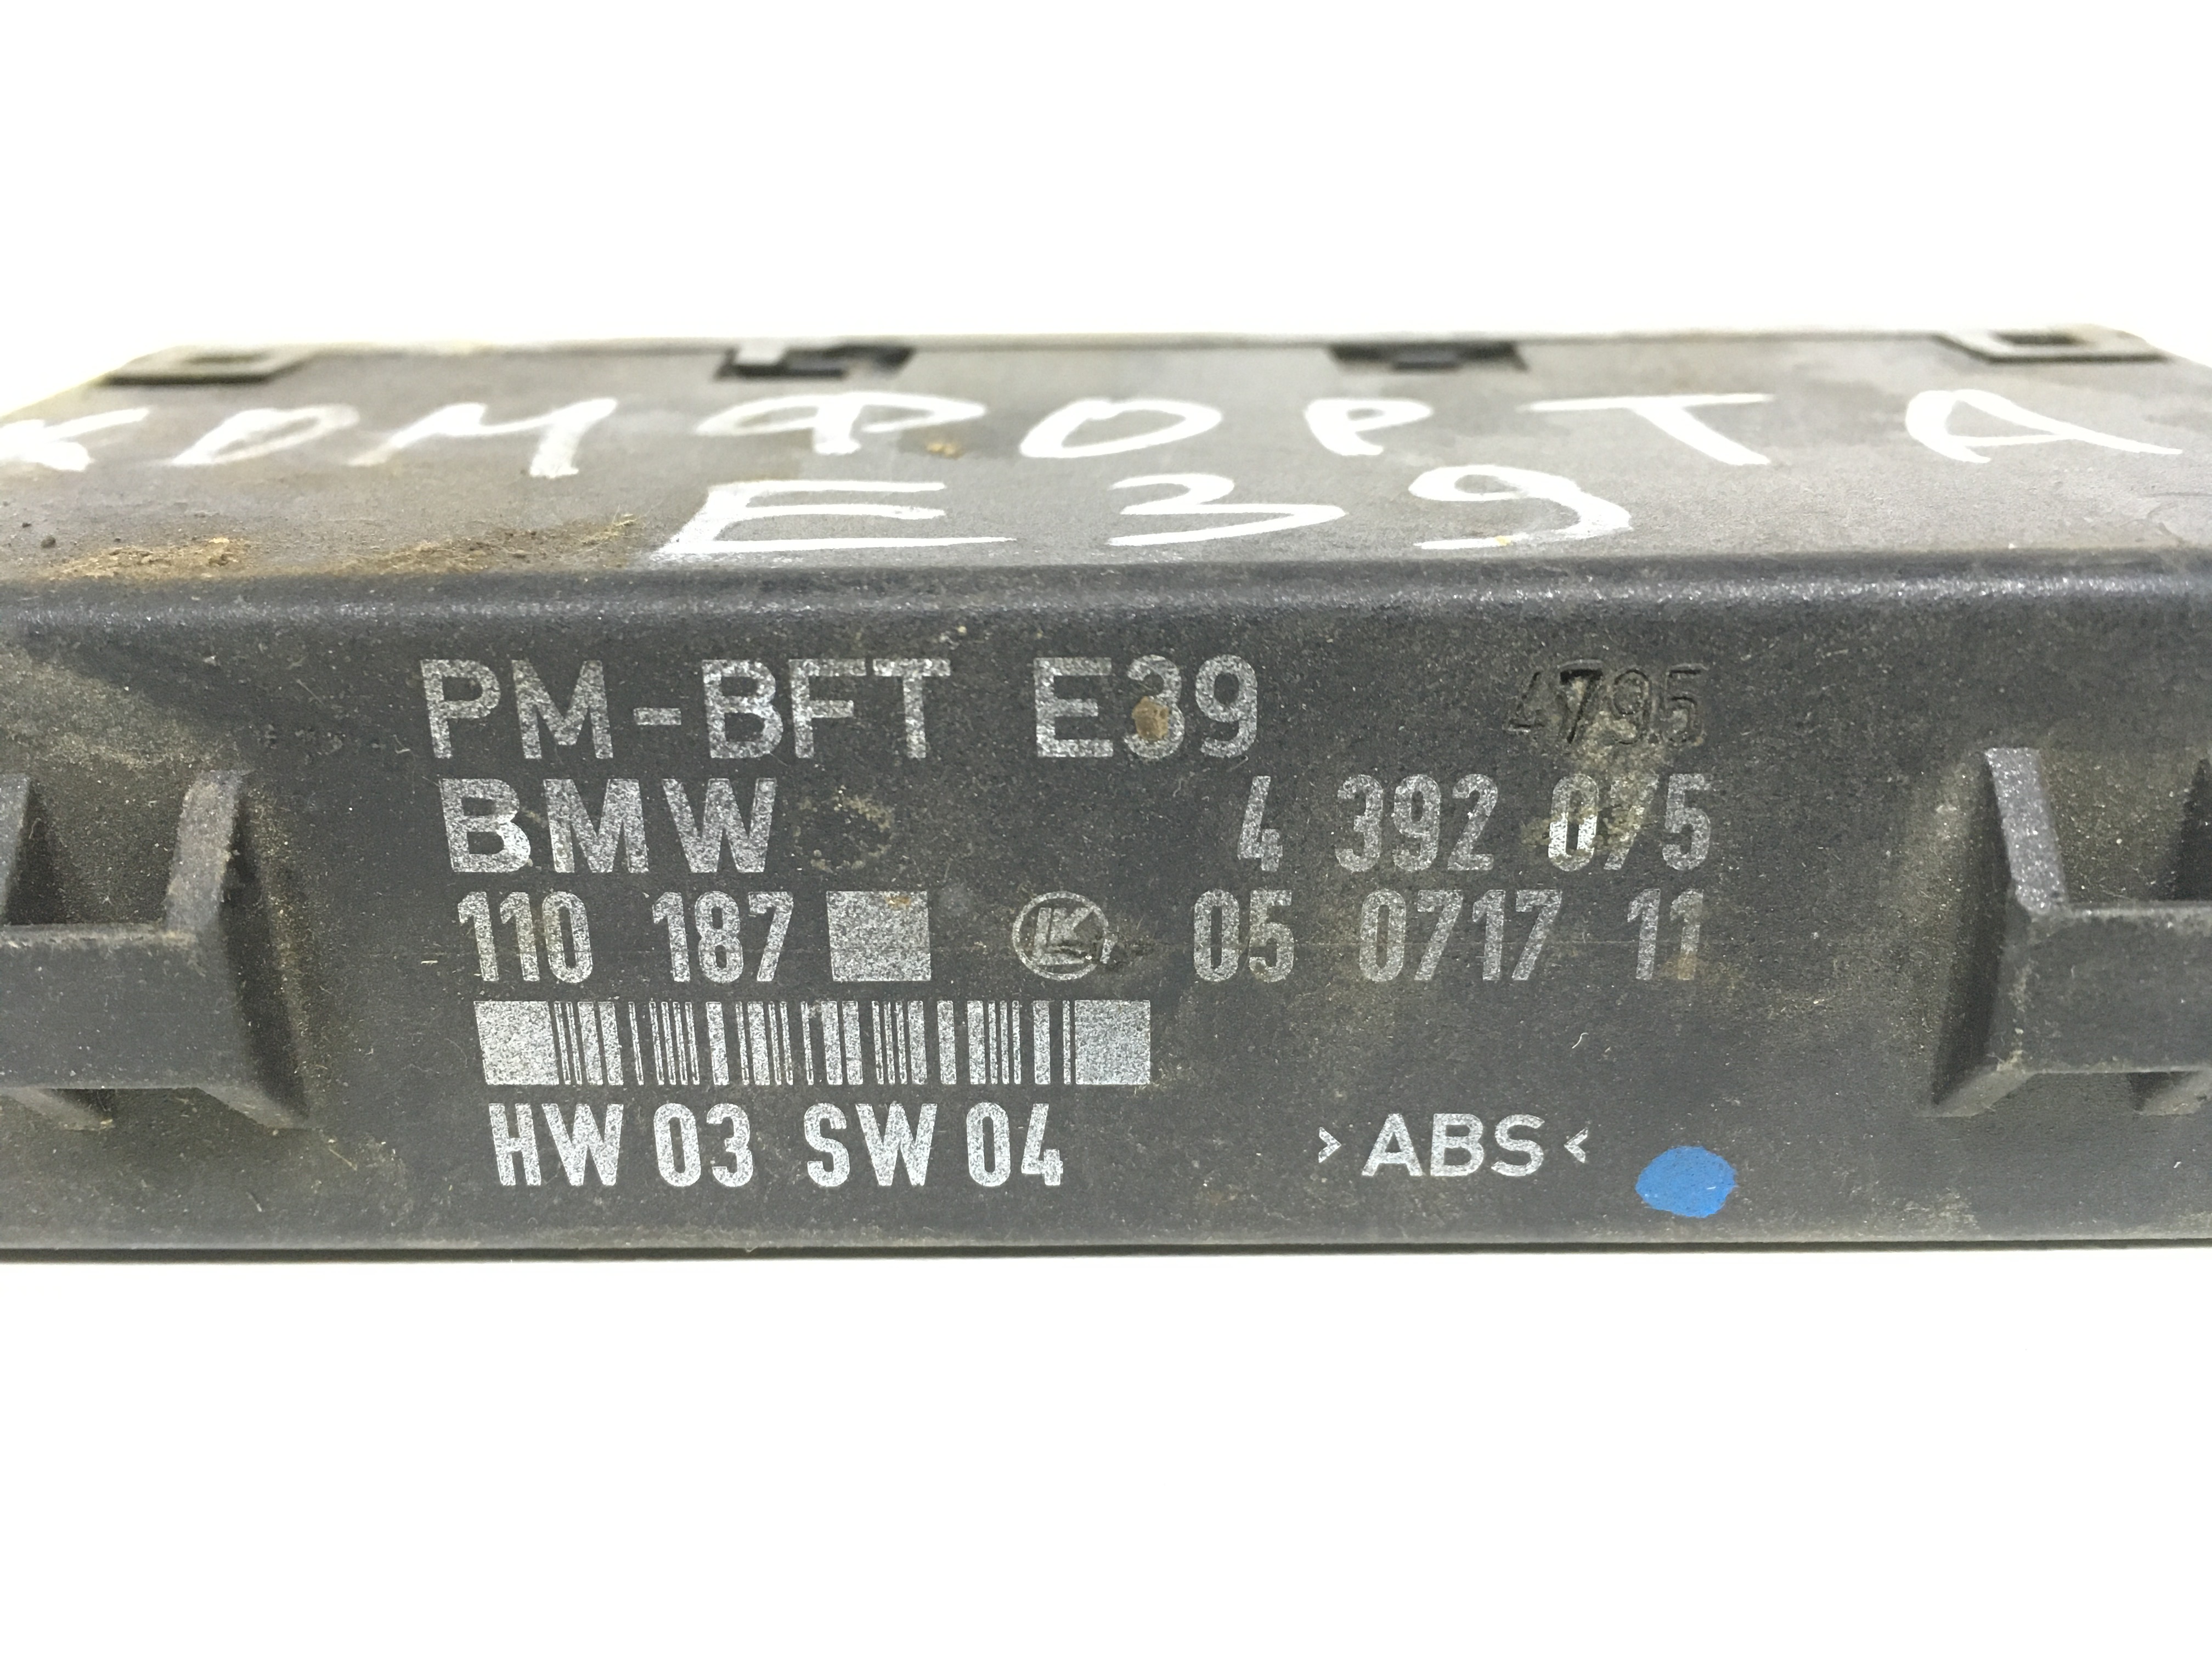 КОМФОРТА
E39
PM-BFT E39 4795
BMW 4 392 075
110 187 LK 05 0717 11
HW 03 SW 04 >ABS<